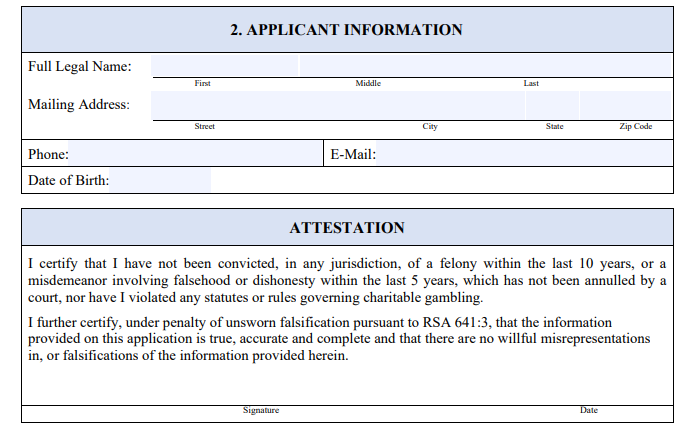 2. APPLICANT INFORMATION
Full Legal Name:
First Middle Last
Mailing Address:
Street City State Zip Code
Phone: E-Mail:
Date of Birth:
ATTESTATION
I certify that I have not been convicted, in any jurisdiction, of a felony within the last 10 years, or a
misdemeanor involving falsehood or dishonesty within the last 5 years, which has not been annulled by a
court, nor have I violated any statutes or rules governing charitable gambling.
I further certify, under penalty of unsworn falsification pursuant to RSA 641:3, that the information
provided on this application is true, accurate and complete and that there are no willful misrepresentations
in, or falsifications of the information provided herein.
Signature Date